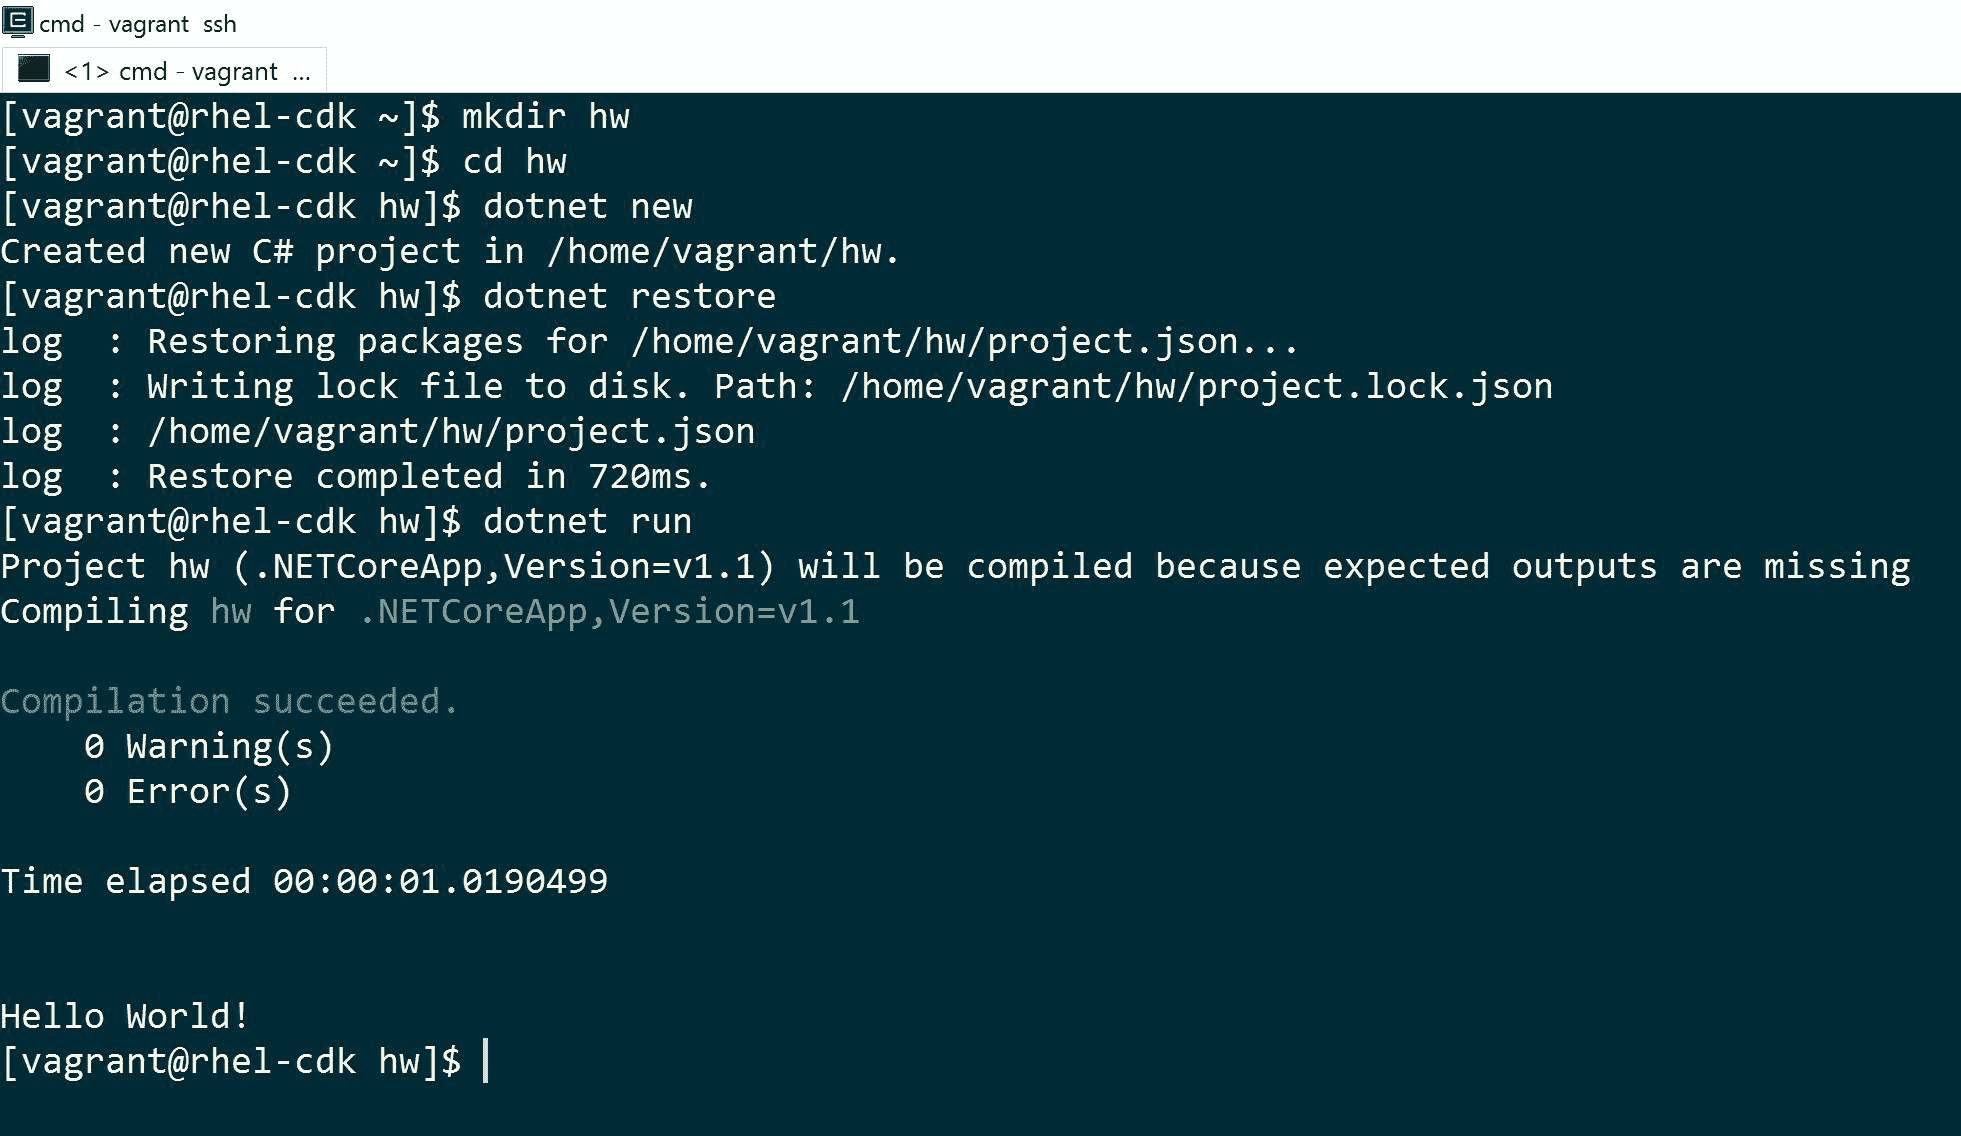 cmd - vagrant  ssh
<1> cmd - vagrant  ...
[vagrant@rhel-cdk ~]$ mkdir hw
[vagrant@rhel-cdk ~]$ cd hw
[vagrant@rhel-cdk hw]$ dotnet new
Created new C# project in /home/vagrant/hw.
[vagrant@rhel-cdk hw]$ dotnet restore
log  : Restoring packages for /home/vagrant/hw/project.json...
log  : Writing lock file to disk. Path: /home/vagrant/hw/project.lock.json
log  : /home/vagrant/hw/project.json
log  : Restore completed in 720ms.
[vagrant@rhel-cdk hw]$ dotnet run
Project hw (.NETCoreApp,Version=v1.1) will be compiled because expected outputs are missing
Compiling hw for .NETCoreApp,Version=v1.1
Compilation succeeded.
    0 Warning(s)
    0 Error(s)
Time elapsed 00:00:01.0190499
Hello World!
[vagrant@rhel-cdk hw]$